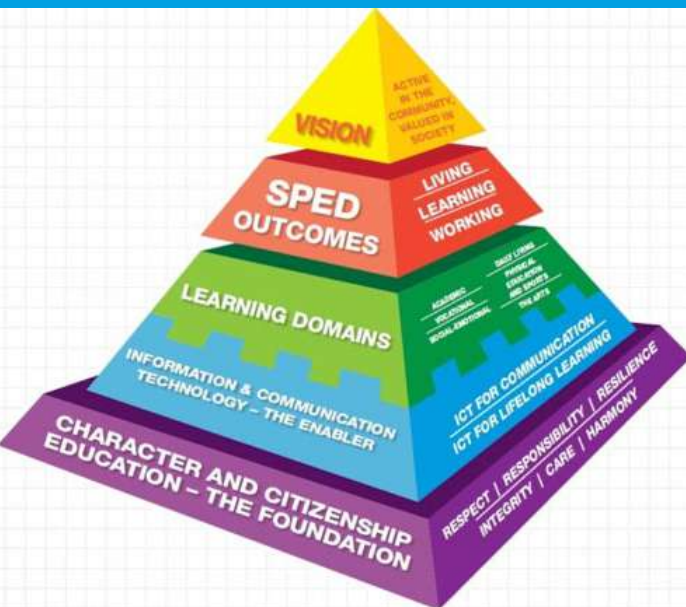 VISION
ACTIVE
IN THE
COMMUNITY,
VALUED IN
SOCIETY
SPED
OUTCOMES
LIVING
LEARNING
WORKING
LEARNING DOMAINS
ACADEMIC
VOCATIONAL
SOCIAL-EMOTIONAL
DAILY LIVING
PHYSICAL
EDUCATION
AND SPORTS
THE ARTS
INFORMATION & COMMUNICATION
TECHNOLOGY – THE ENABLER
ICT FOR COMMUNICATION
ICT FOR LIFELONG LEARNING
CHARACTER AND CITIZENSHIP
EDUCATION – THE FOUNDATION
RESPECT | RESPONSIBILITY | RESILIENCE
INTEGRITY | CARE | HARMONY